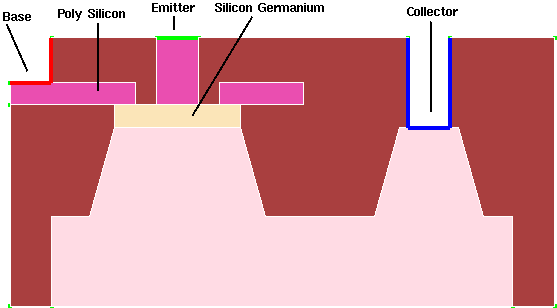 Base
Poly Silicon
Emitter
Silicon Germanium
Collector